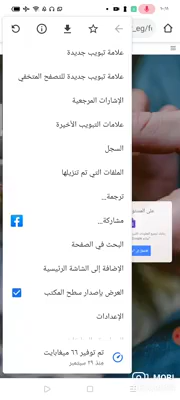 _eg/f
علامة تبويب جديدة
علامة تبويب جديدة للتصفح المتخفي
الإشارات المرجعية
علامات التبويب الأخيرة
السجل
الملفات التي تم تنزيلها
ترجمة...
مشاركة...
البحث في الصفحة
الإضافة إلى الشاشة الرئيسية
العرض بإصدار سطح المكتب
الإعدادات
تم توفير ٦٦ ميغابايت
منذ ٢٩ سبتمبر
MOBI